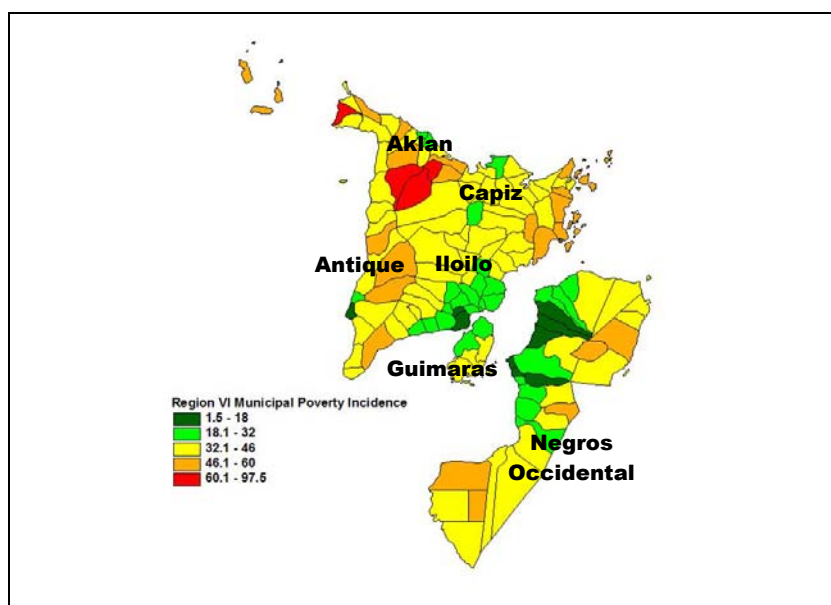 Aklan
Capiz
Antique
Iloilo
Guimaras
Region VI Municipal Poverty Incidence
1.5 - 18
18.1 - 32
32.1 - 46
46.1 - 60
60.1 - 97.5
Negros
Occidental